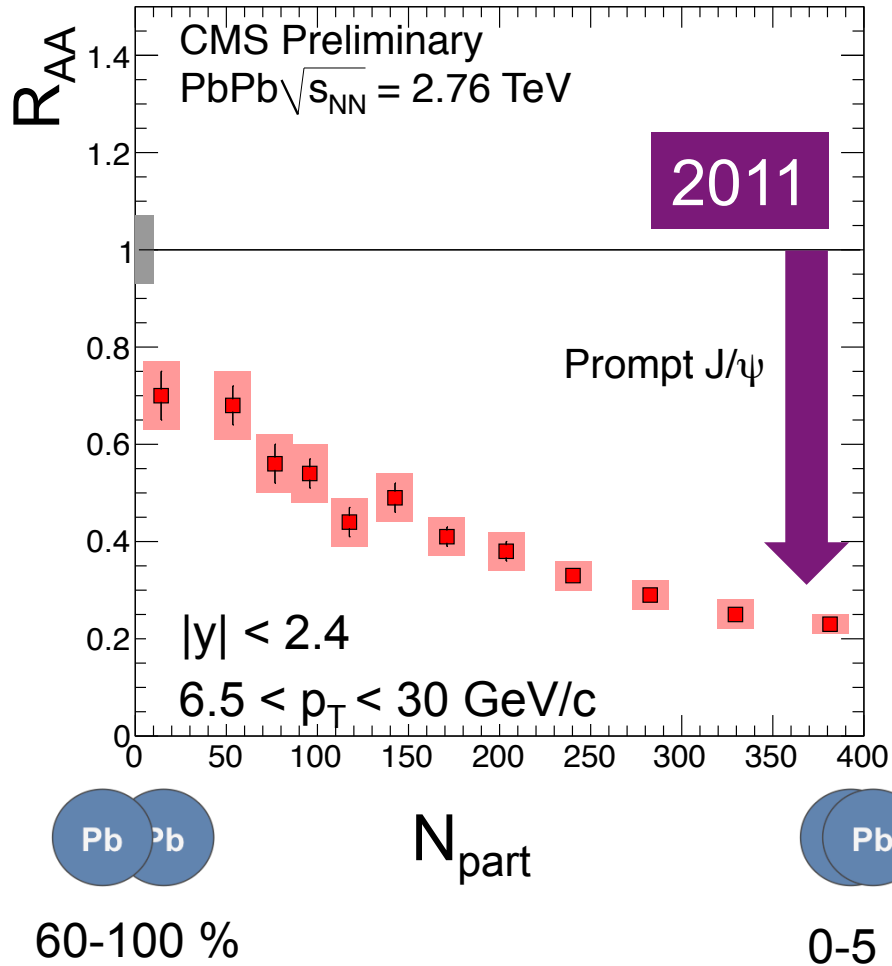 R_AA
1.4
1.2
1
0.8
0.6
0.4
0.2
0
CMS Preliminary
PbPb √s_NN = 2.76 TeV
2011
Prompt J/ψ
|y| < 2.4
6.5 < p_T < 30 GeV/c
0 50 100 150 200 250 300 350 400
Pb Pb
N_part
Pb
60-100 %
0-5